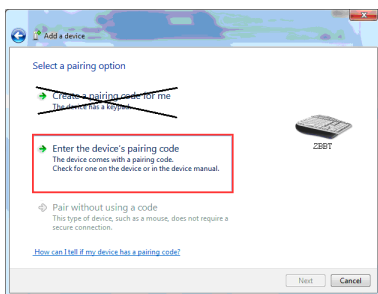 Add a device
Select a pairing option
Create a pairing code for me
The device has a keypad.
Enter the device's pairing code
The device comes with a pairing code.
Check for one on the device or in the device manual.
ZBBT
Pair without using a code
This type of device, such as a mouse, does not require a
secure connection.
How can I tell if my device has a pairing code?
Next
Cancel